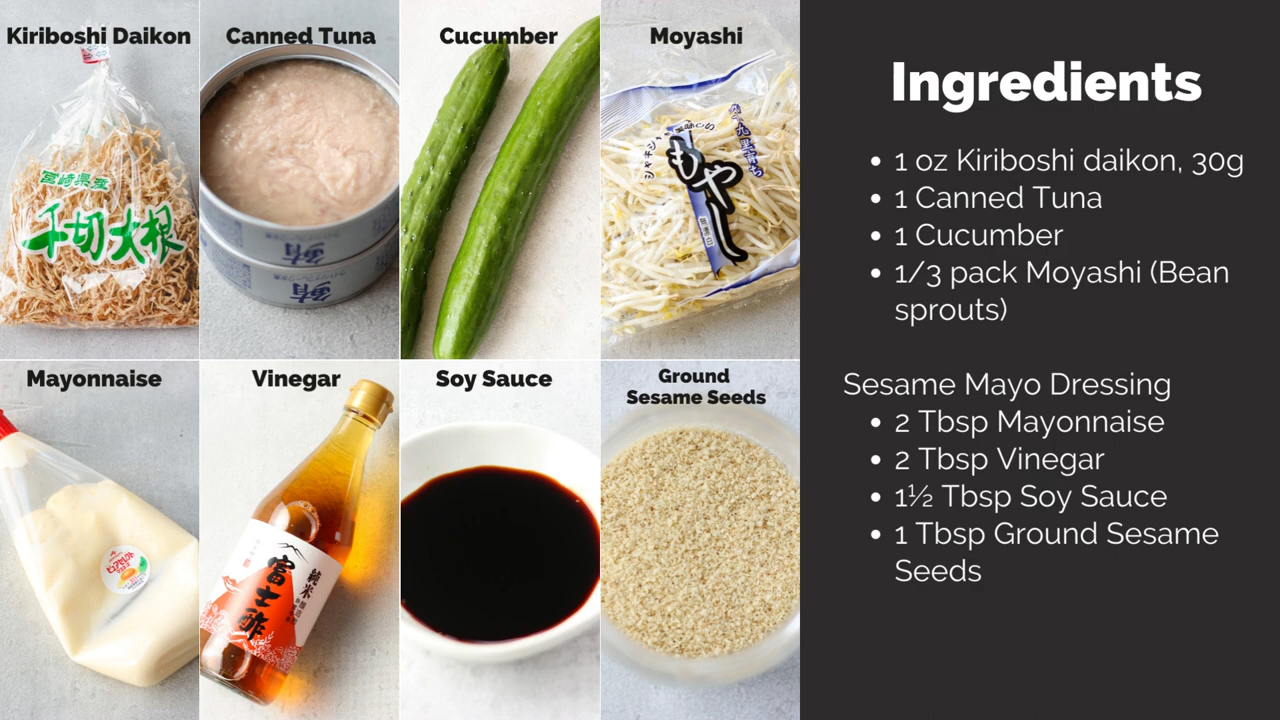 Kiriboshi Daikon
Canned Tuna
Cucumber
Moyashi
宮崎県産
千切大根
もやし
Mayonnaise
Vinegar
Soy Sauce
Ground
Sesame Seeds
富士酢
純米
Ingredients
• 1 oz Kiriboshi daikon, 30g
• 1 Canned Tuna
• 1 Cucumber
• 1/3 pack Moyashi (Bean
sprouts)
Sesame Mayo Dressing
• 2 Tbsp Mayonnaise
• 2 Tbsp Vinegar
• 1½ Tbsp Soy Sauce
• 1 Tbsp Ground Sesame
Seeds